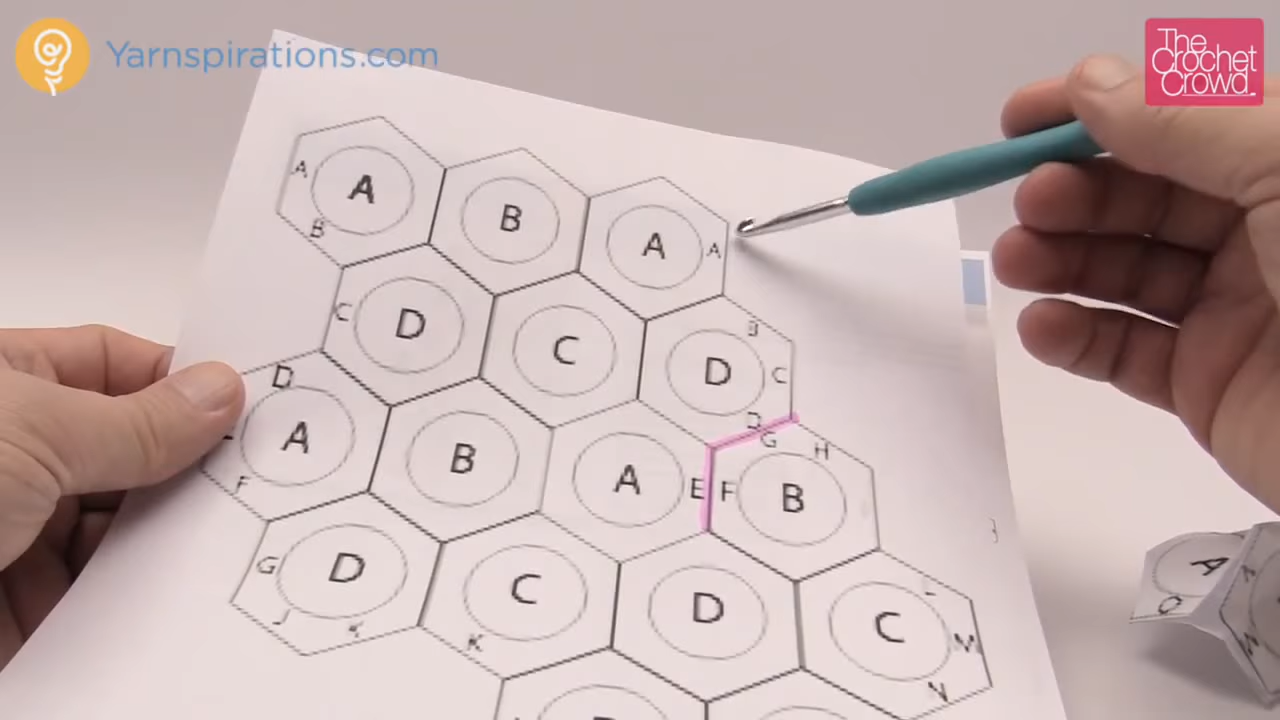 Yarnspirations.com
The
Crochet
Crowd
A A B A A
B
D C
C D C D
D D
G H
A B A E F B
F
G D C D C M
J K K N
A